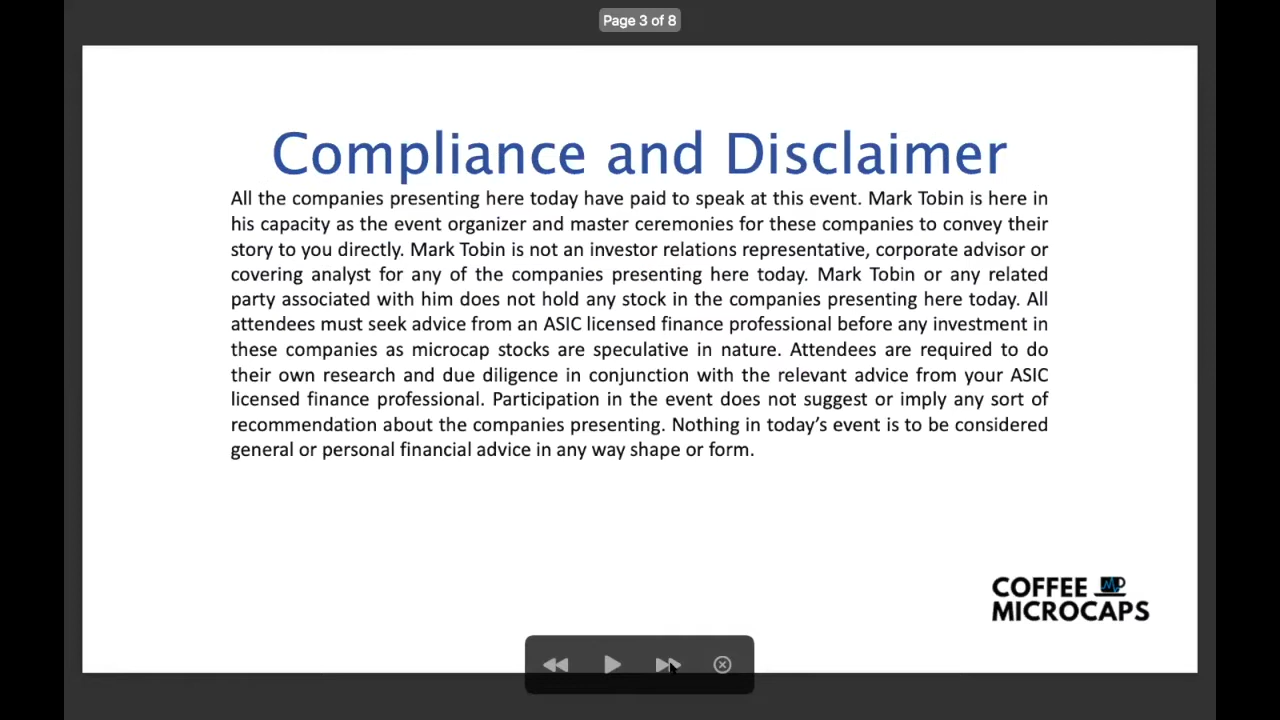 Page 3 of 8
Compliance and Disclaimer
All the companies presenting here today have paid to speak at this event. Mark Tobin is here in
his capacity as the event organizer and master ceremonies for these companies to convey their
story to you directly. Mark Tobin is not an investor relations representative, corporate advisor or
covering analyst for any of the companies presenting here today. Mark Tobin or any related
party associated with him does not hold any stock in the companies presenting here today. All
attendees must seek advice from an ASIC licensed finance professional before any investment in
these companies as microcap stocks are speculative in nature. Attendees are required to do
their own research and due diligence in conjunction with the relevant advice from your ASIC
licensed finance professional. Participation in the event does not suggest or imply any sort of
recommendation about the companies presenting. Nothing in today’s event is to be considered
general or personal financial advice in any way shape or form.
COFFEE
MICROCAPS